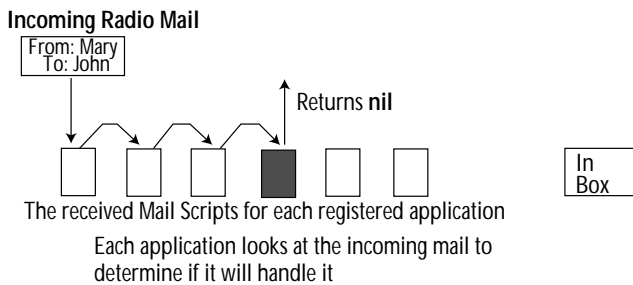 Incoming Radio Mail
From: Mary
To: John
Returns nil
In
Box
The received Mail Scripts for each registered application
Each application looks at the incoming mail to
determine if it will handle it